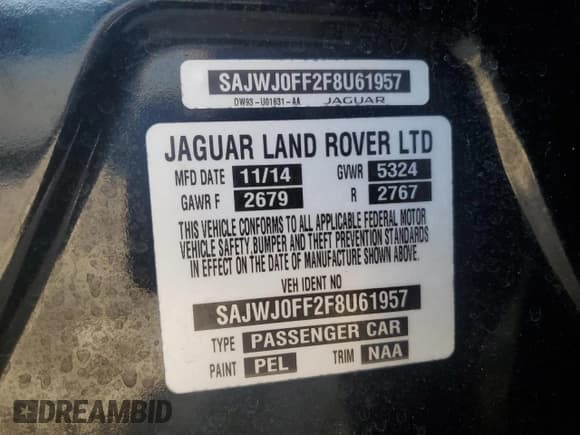 SAJWJ0FF2F8U61957
DW93-U01631-AA JAGUAR
JAGUAR LAND ROVER LTD
MFD DATE 11/14 GVWR 5324
GAWR F 2679 R 2767
THIS VEHICLE CONFORMS TO ALL APPLICABLE FEDERAL MOTOR
VEHICLE SAFETY, BUMPER AND THEFT PREVENTION STANDARDS
IN EFFECT ON THE DATE OF MANUFACTURE SHOWN ABOVE.
VEH IDENT NO
SAJWJ0FF2F8U61957
TYPE PASSENGER CAR
PAINT PEL TRIM NAA
DREAMBID